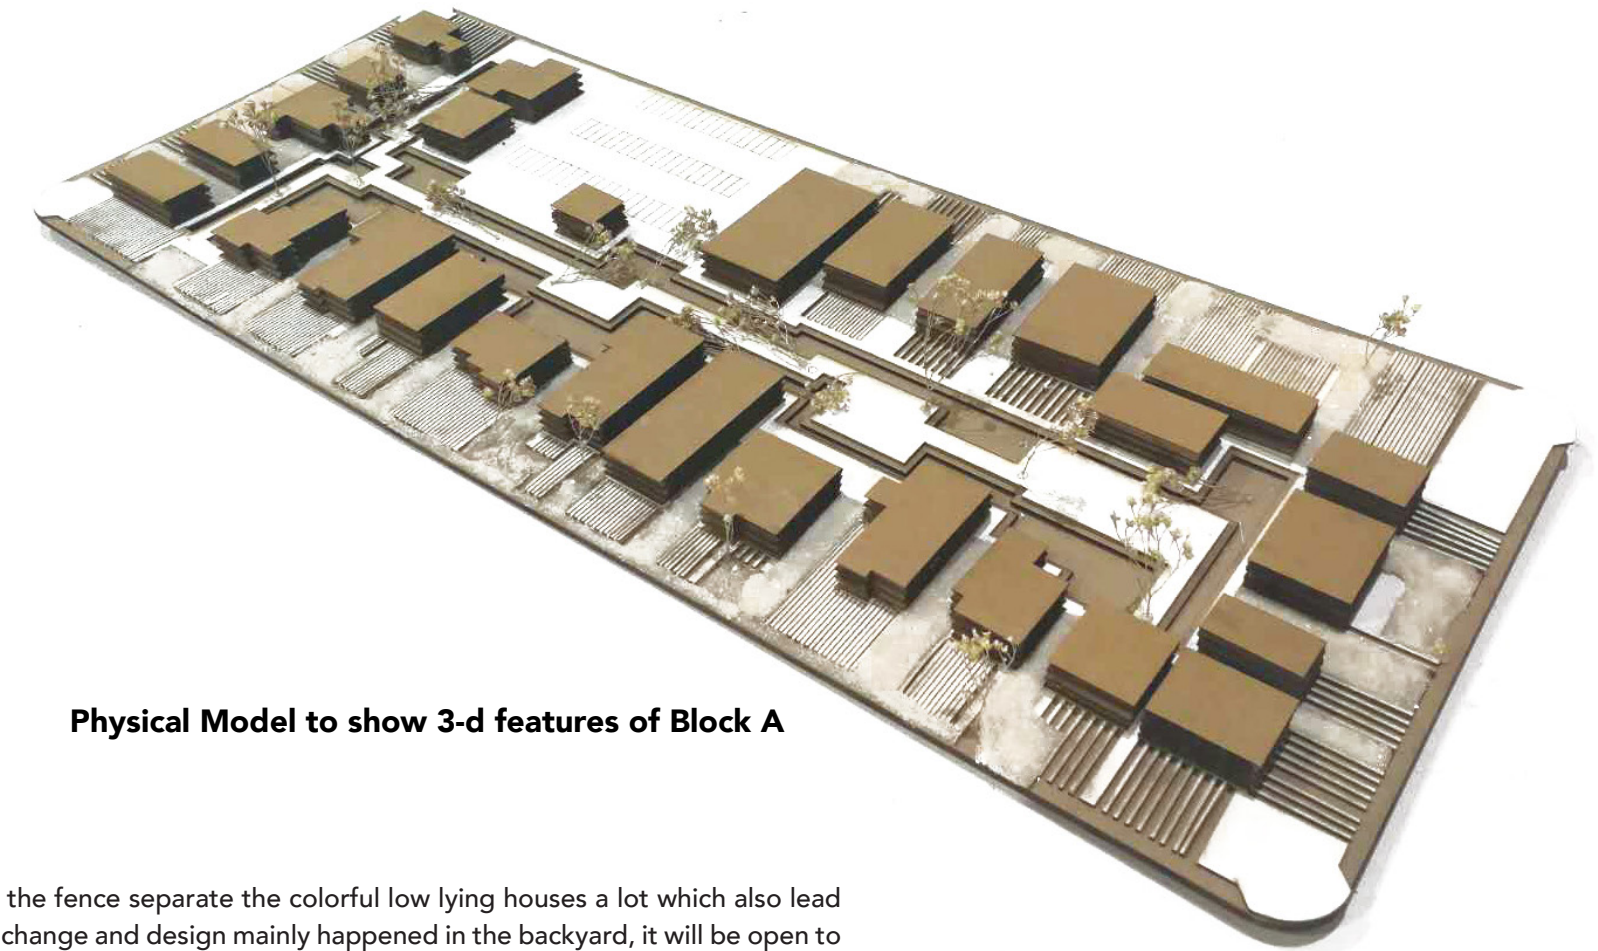 Physical Model to show 3-d features of Block A
the fence separate the colorful low lying houses a lot which also lead
change and design mainly happened in the backyard, it will be open to